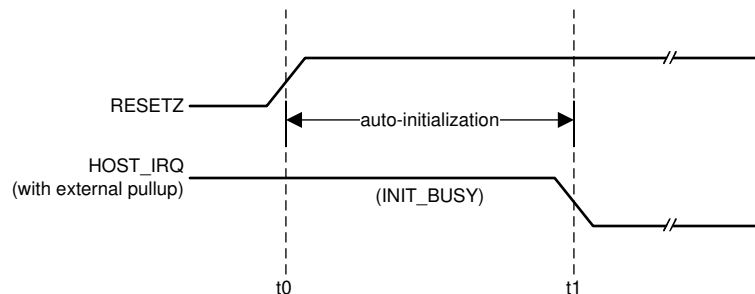 RESETZ
auto-initialization
HOST_IRQ
(with external pullup)
(INIT_BUSY)
t0
t1